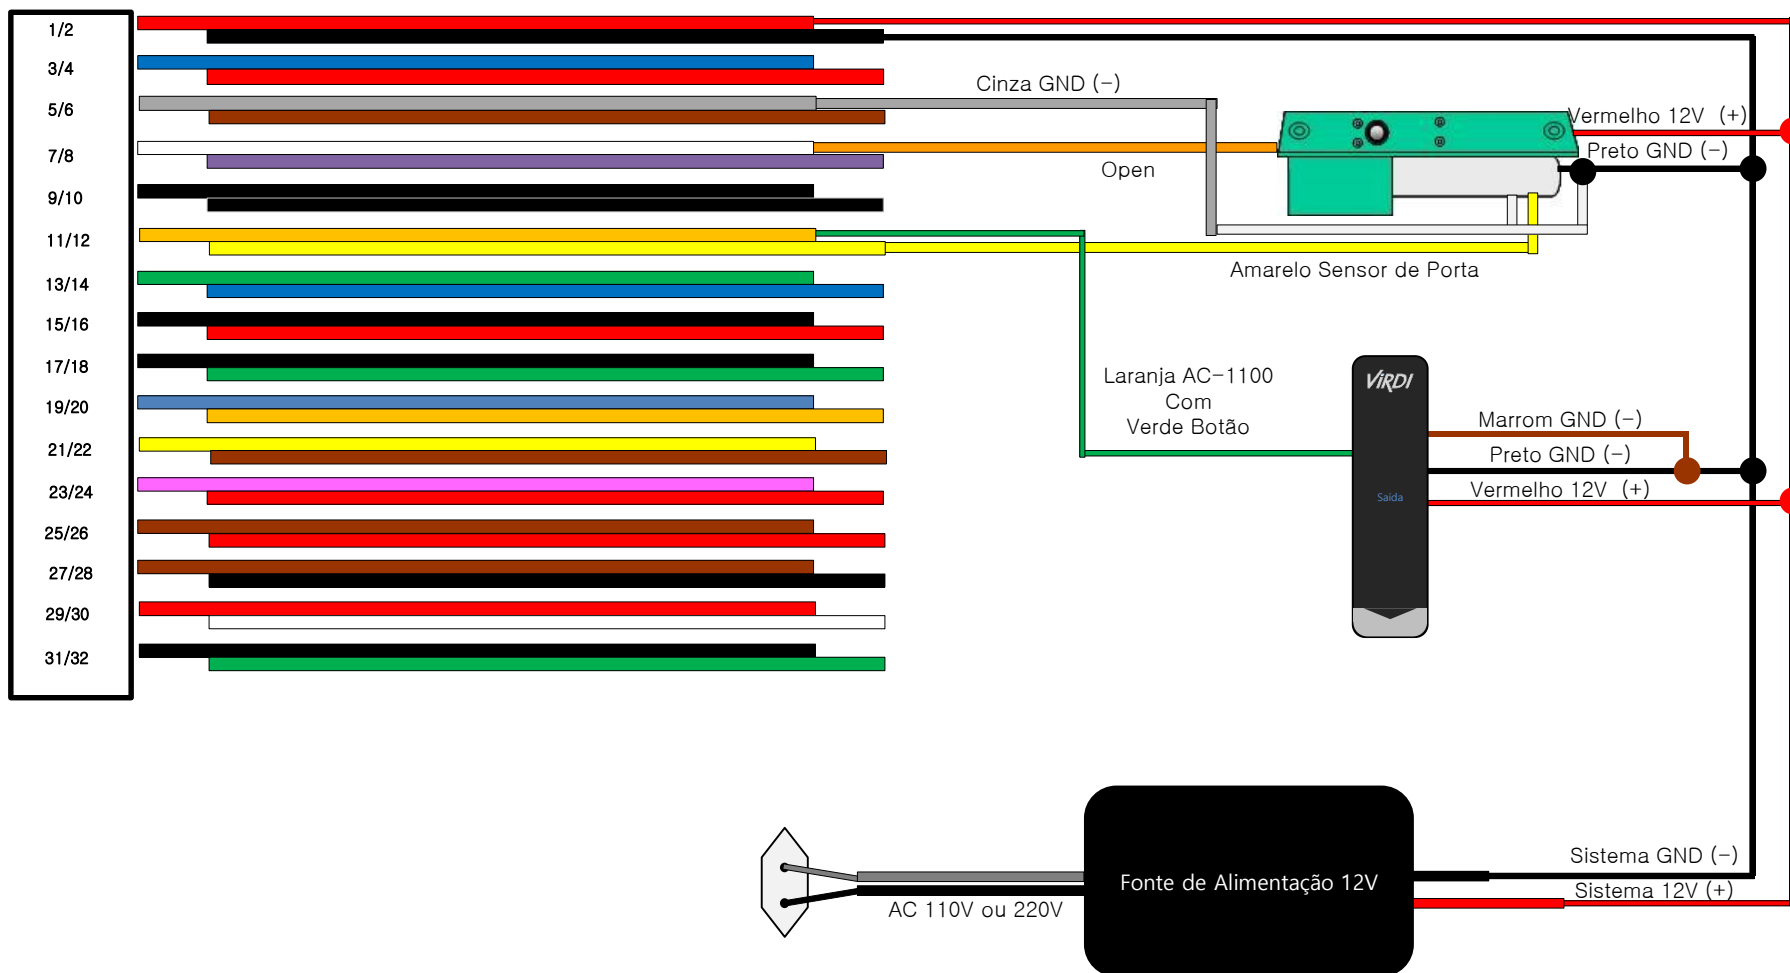 1/2
3/4
5/6
7/8
9/10
11/12
13/14
15/16
17/18
19/20
21/22
23/24
25/26
27/28
29/30
31/32
Cinza GND (-)
Vermelho 12V (+)
Preto GND (-)
Open
Amarelo Sensor de Porta
Laranja AC-1100
Com
Verde Botão
ViRDI
Saida
Marrom GND (-)
Preto GND (-)
Vermelho 12V (+)
Fonte de Alimentação 12V
AC 110V ou 220V
Sistema GND (-)
Sistema 12V (+)